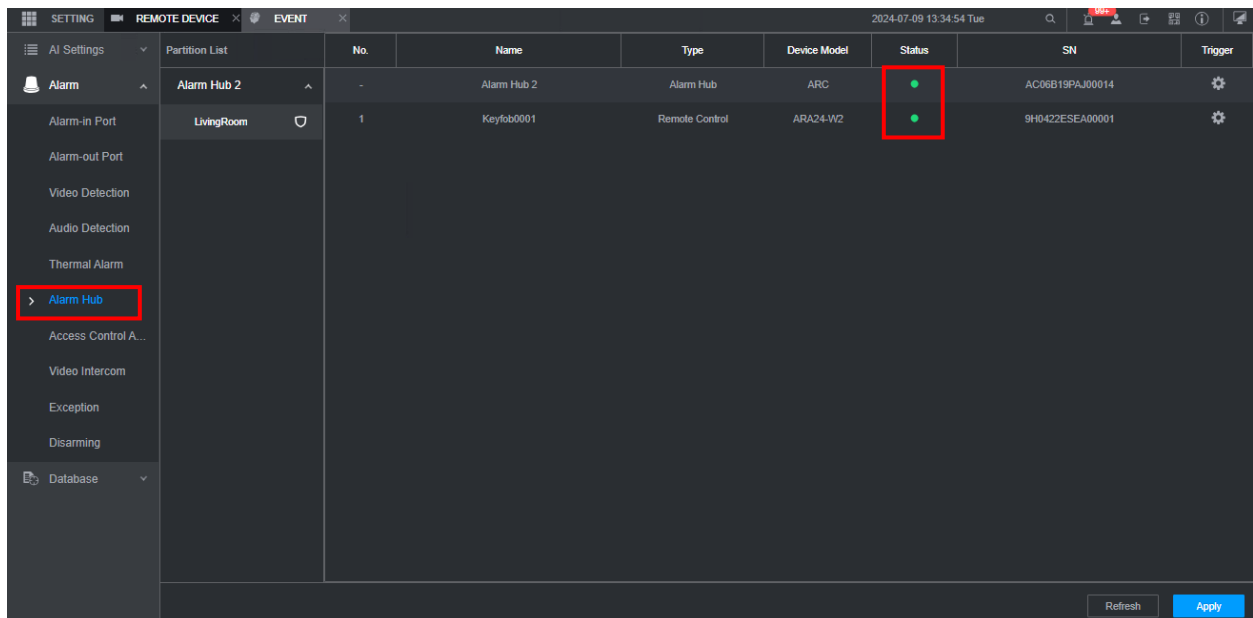 SETTING REMOTE DEVICE × EVENT × 2024-07-09 13:34:54 Tue 99+
AI Settings Partition List No. Name Type Device Model Status SN Trigger
Alarm Alarm Hub 2 - Alarm Hub 2 Alarm Hub ARC AC06B19PAJ00014
Alarm-in Port LivingRoom 1 Keyfob0001 Remote Control ARA24-W2 9H0422ESEA00001
Alarm-out Port
Video Detection
Audio Detection
Thermal Alarm
Alarm Hub
Access Control A...
Video Intercom
Exception
Disarming
Database
Refresh Apply